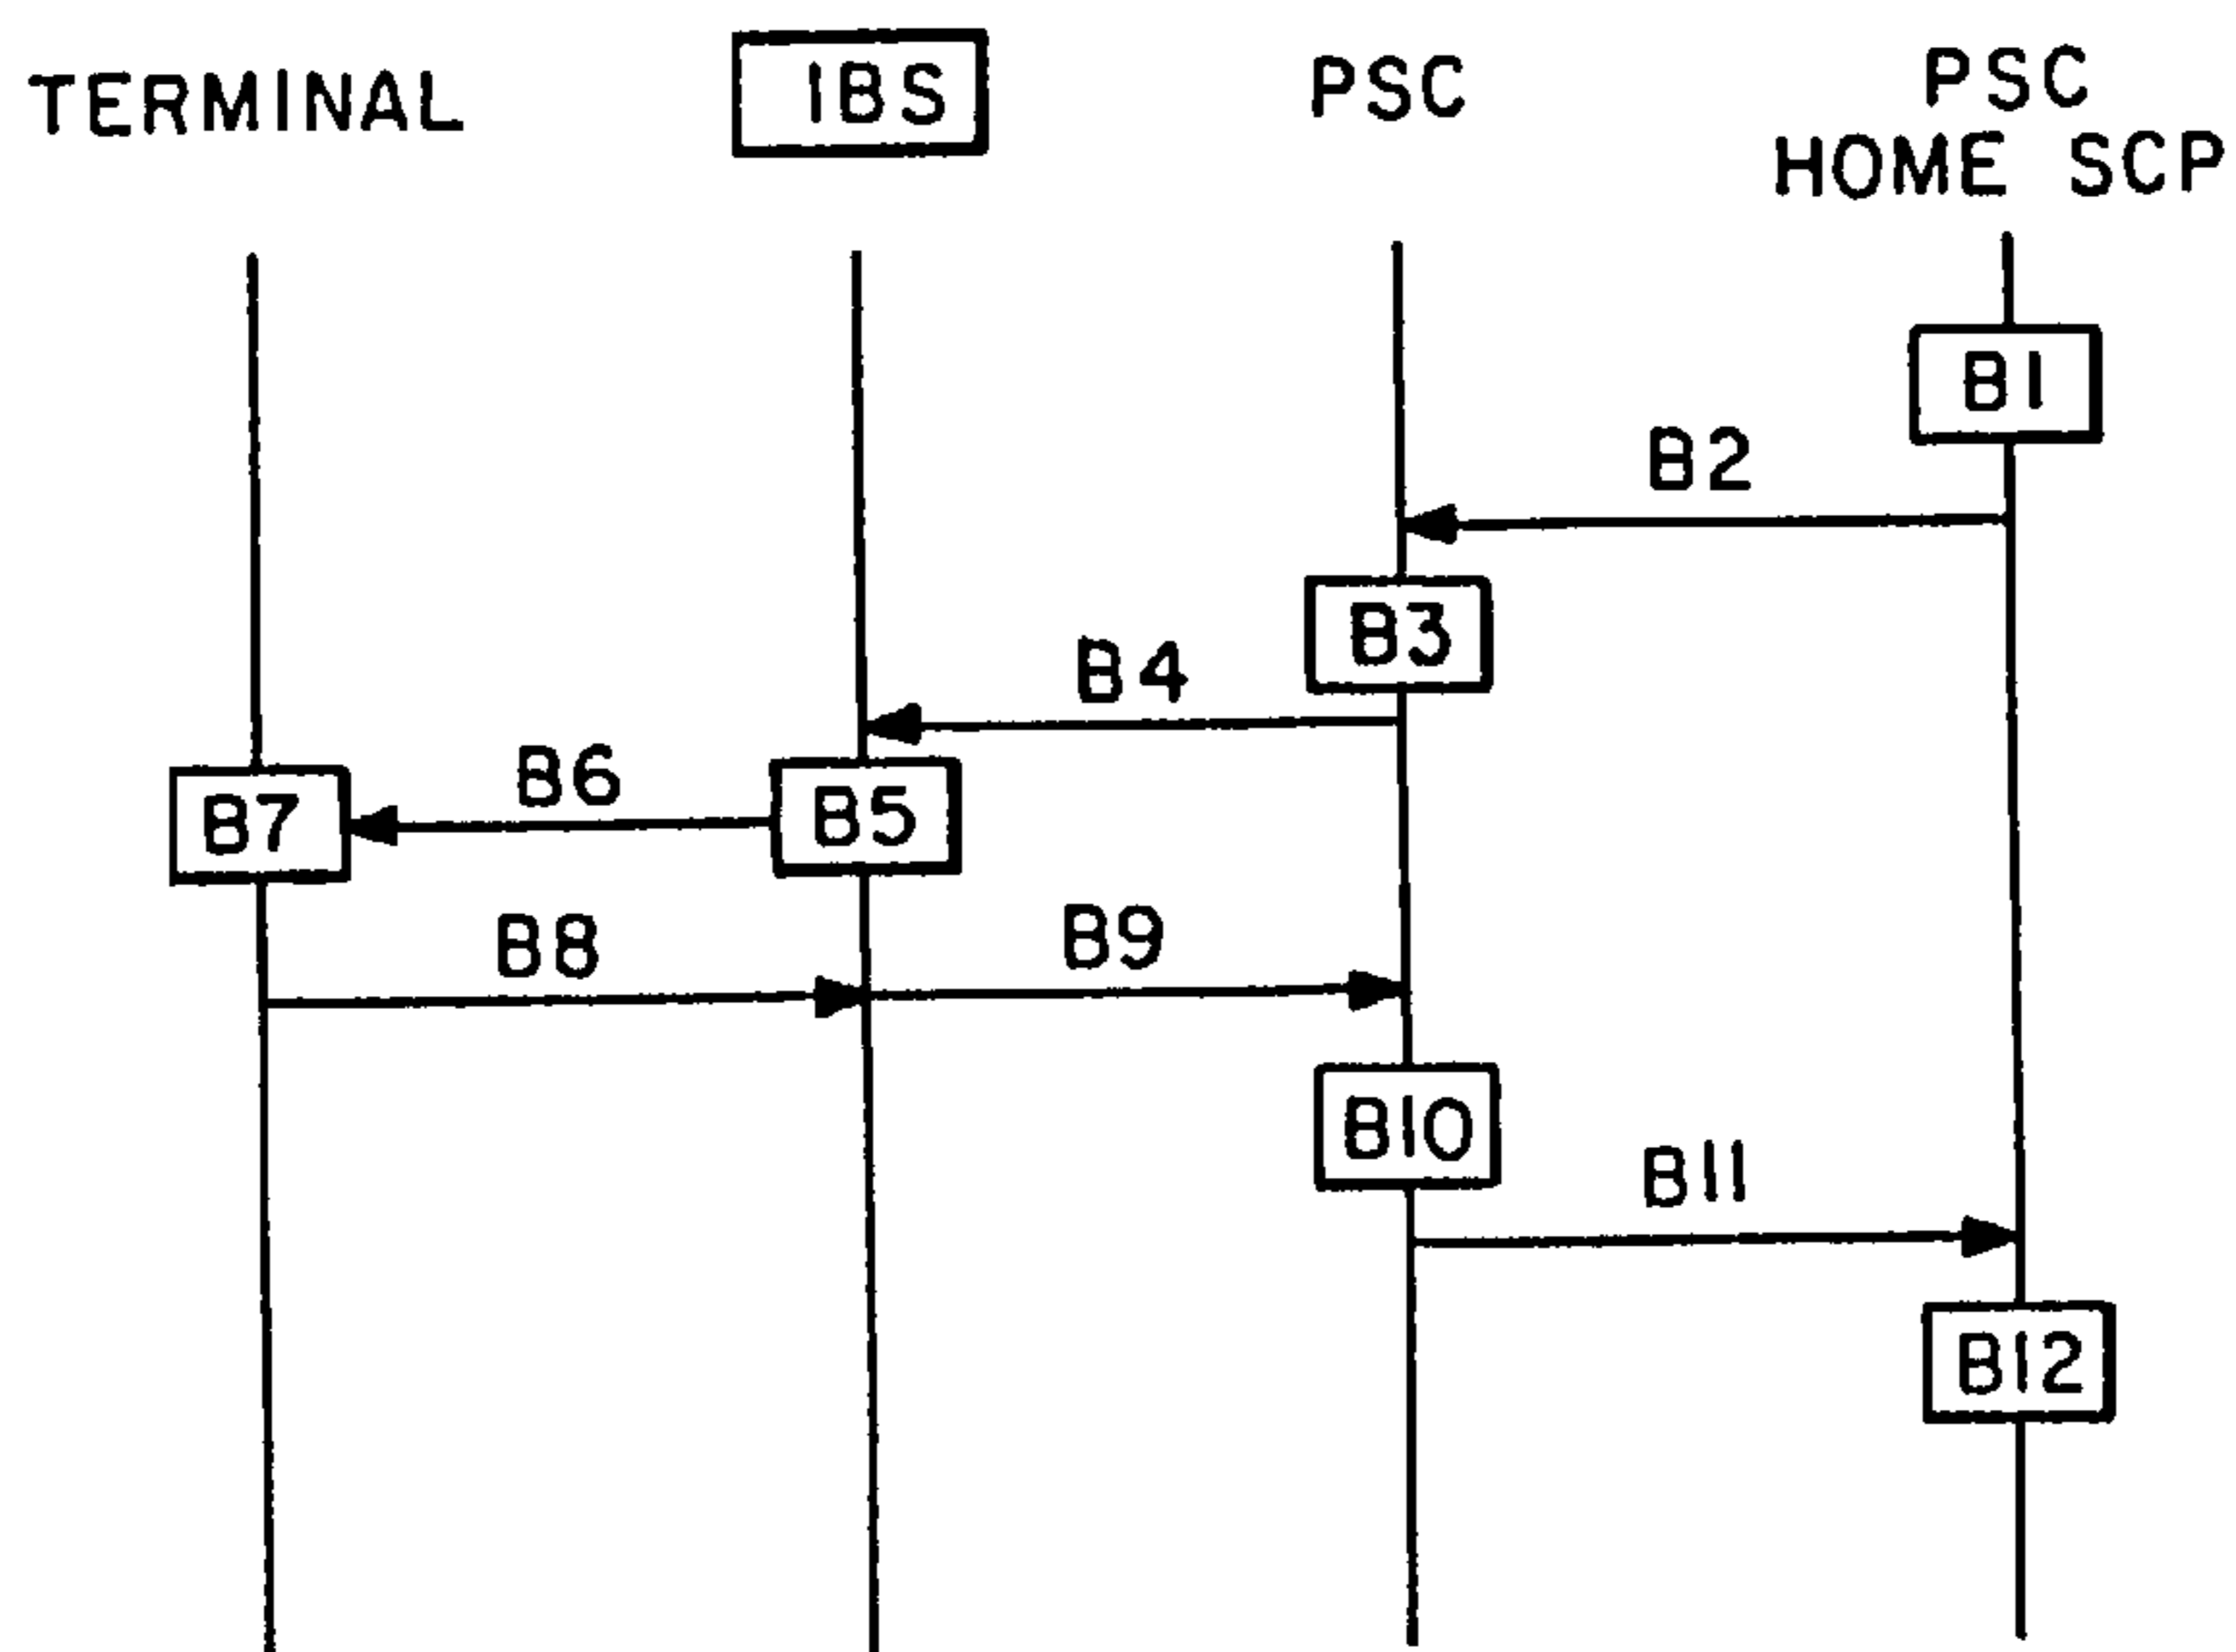 TERMINAL
IBS
PSC
PSC
HOME SCP
B1
B2
B3
B4
B6
B5
B7
B8
B9
B10
B11
B12